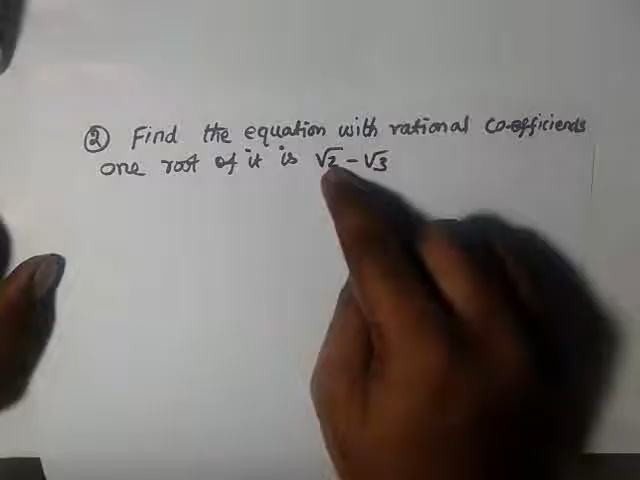 ② Find the equation with rational co-efficients
one root of it is √2 - √3